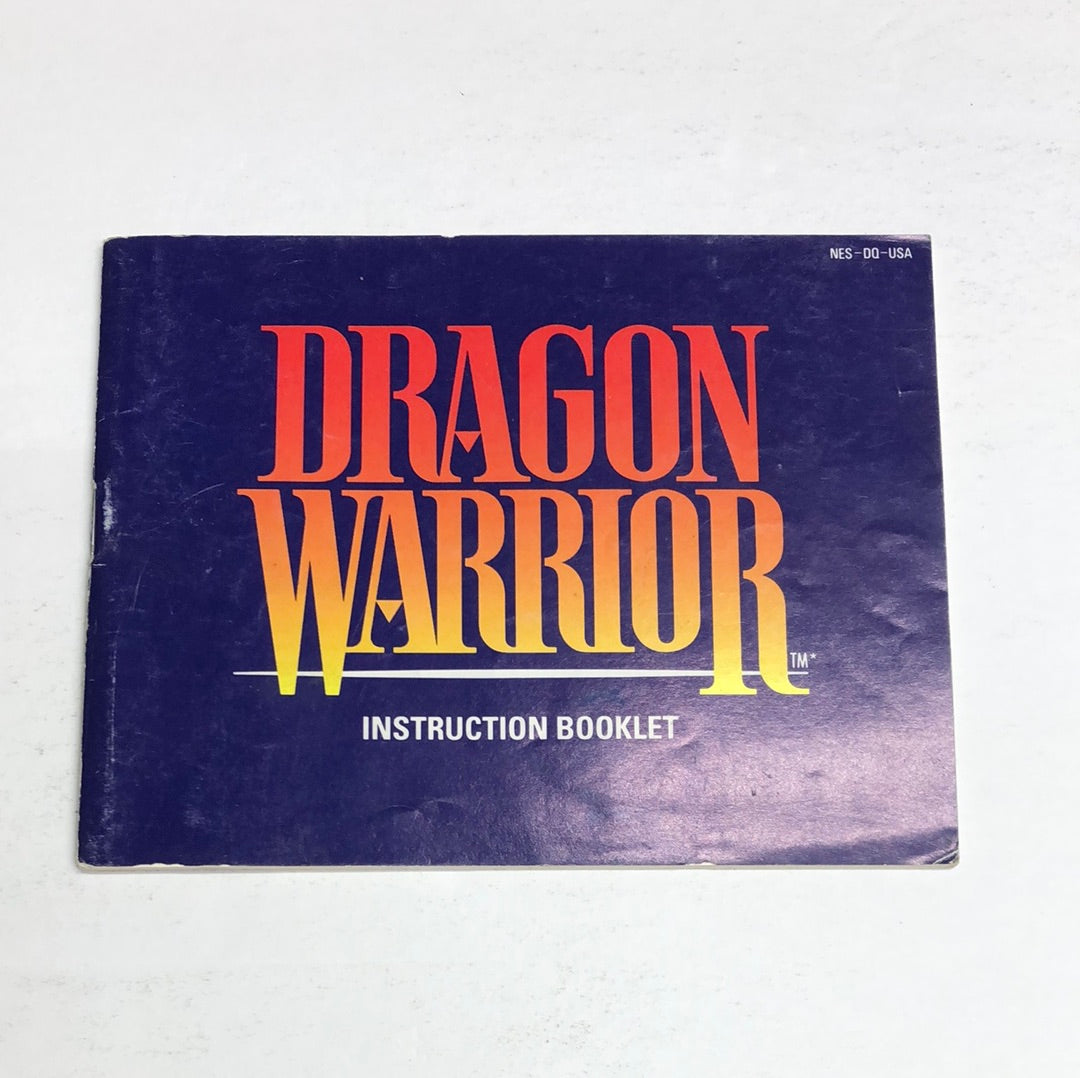 NES-DQ-USA
DRAGON
WARRIOR
TM*
INSTRUCTION BOOKLET